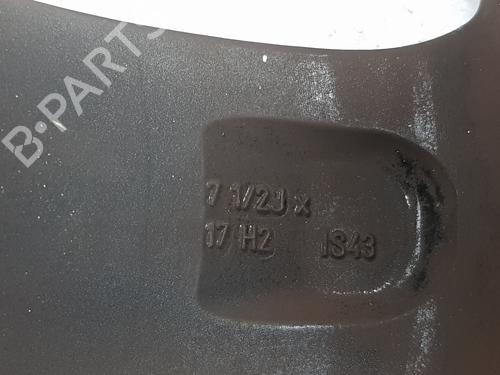 B-PARTS
7 1/2J x
17 H2 IS43